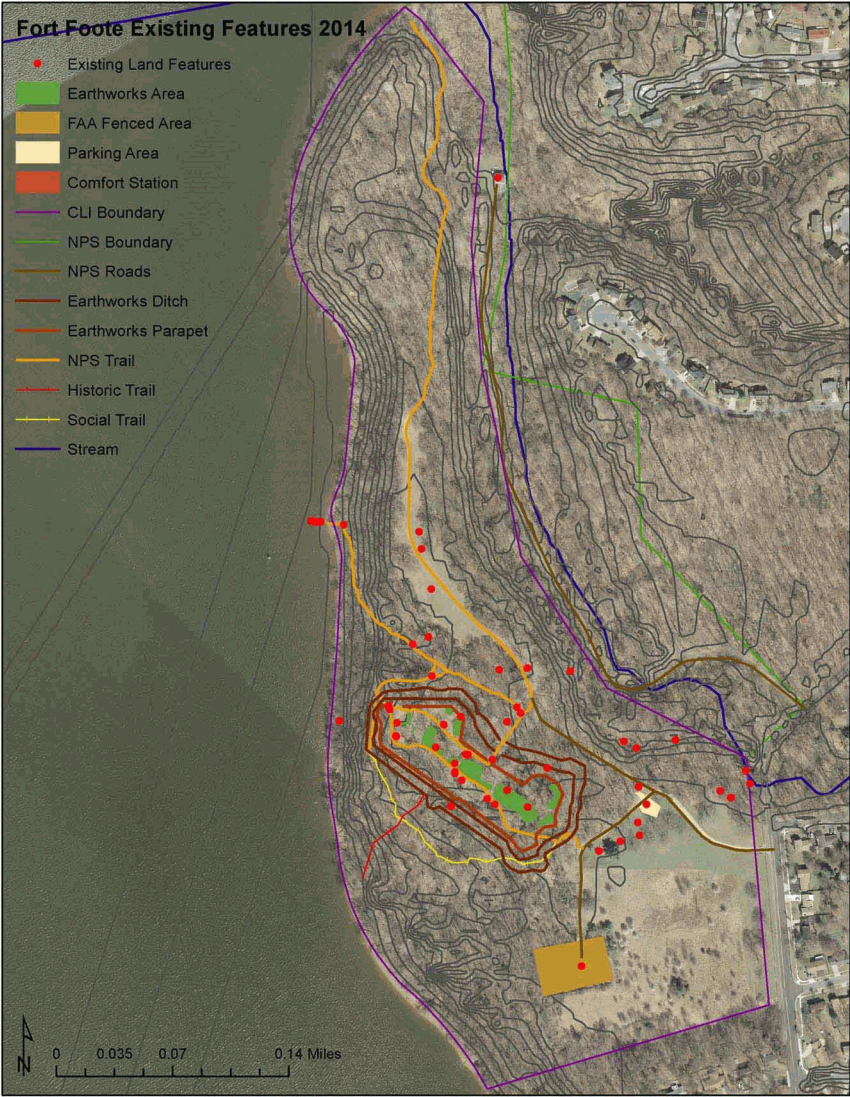 Fort Foote Existing Features 2014
Existing Land Features
Earthworks Area
FAA Fenced Area
Parking Area
Comfort Station
CLI Boundary
NPS Boundary
NPS Roads
Earthworks Ditch
Earthworks Parapet
NPS Trail
Historic Trail
Social Trail
Stream
N
0 0.035 0.07 0.14 Miles